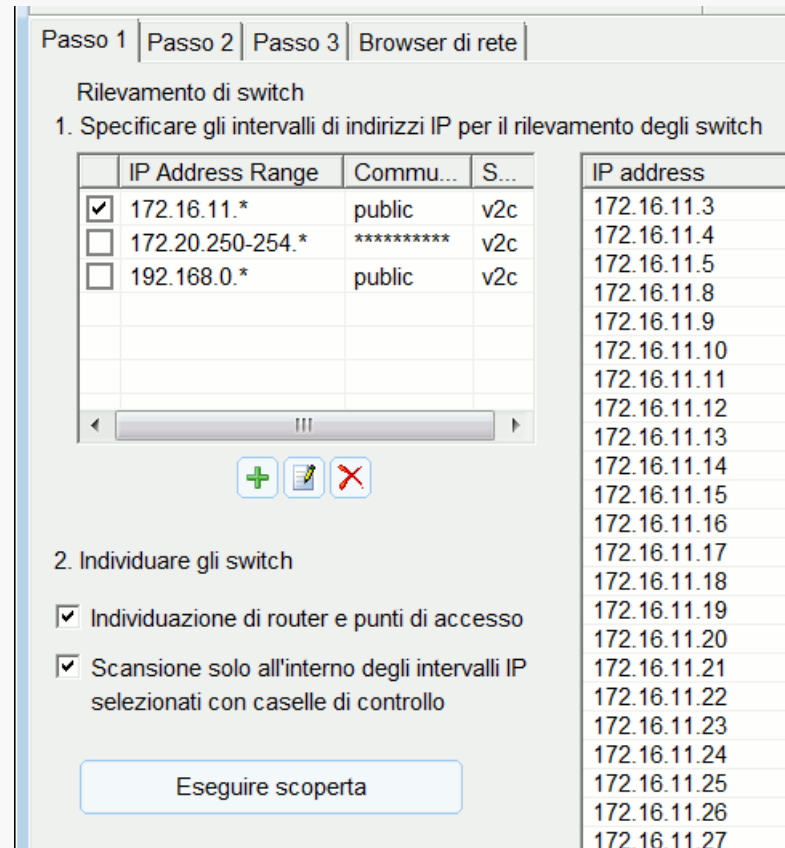 Passo 1 Passo 2 Passo 3 Browser di rete
Rilevamento di switch
1. Specificare gli intervalli di indirizzi IP per il rilevamento degli switch
IP Address Range Commu... S...
172.16.11.* public v2c
172.20.250-254.* ********** v2c
192.168.0.* public v2c
2. Individuare gli switch
Individuazione di router e punti di accesso
Scansione solo all'interno degli intervalli IP
selezionati con caselle di controllo
Eseguire scoperta
IP address
172.16.11.3
172.16.11.4
172.16.11.5
172.16.11.8
172.16.11.9
172.16.11.10
172.16.11.11
172.16.11.12
172.16.11.13
172.16.11.14
172.16.11.15
172.16.11.16
172.16.11.17
172.16.11.18
172.16.11.19
172.16.11.20
172.16.11.21
172.16.11.22
172.16.11.23
172.16.11.24
172.16.11.25
172.16.11.26
172.16.11.27